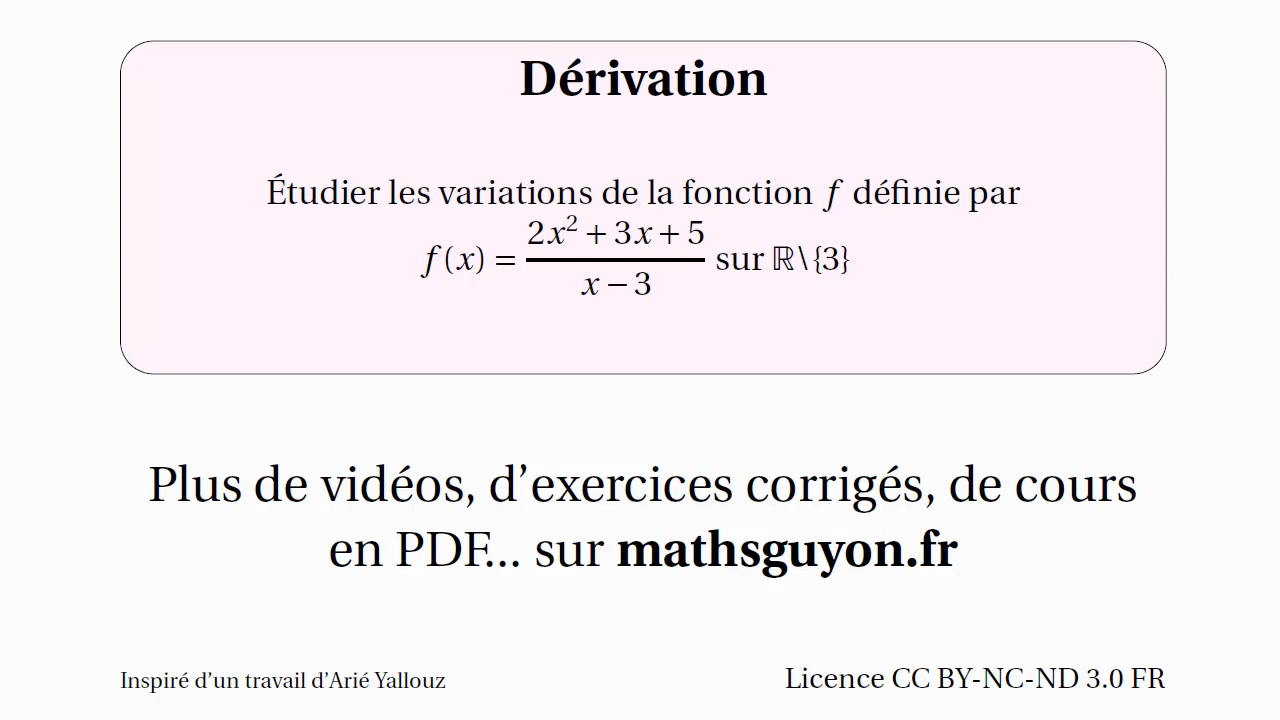 Dérivation
Étudier les variations de la fonction f définie par
f(x) = \frac{2x² + 3x + 5}{x − 3} sur ℝ\{3}
Plus de vidéos, d’exercices corrigés, de cours
en PDF... sur mathsguyon.fr
Inspiré d’un travail d’Arié Yallouz
Licence CC BY-NC-ND 3.0 FR